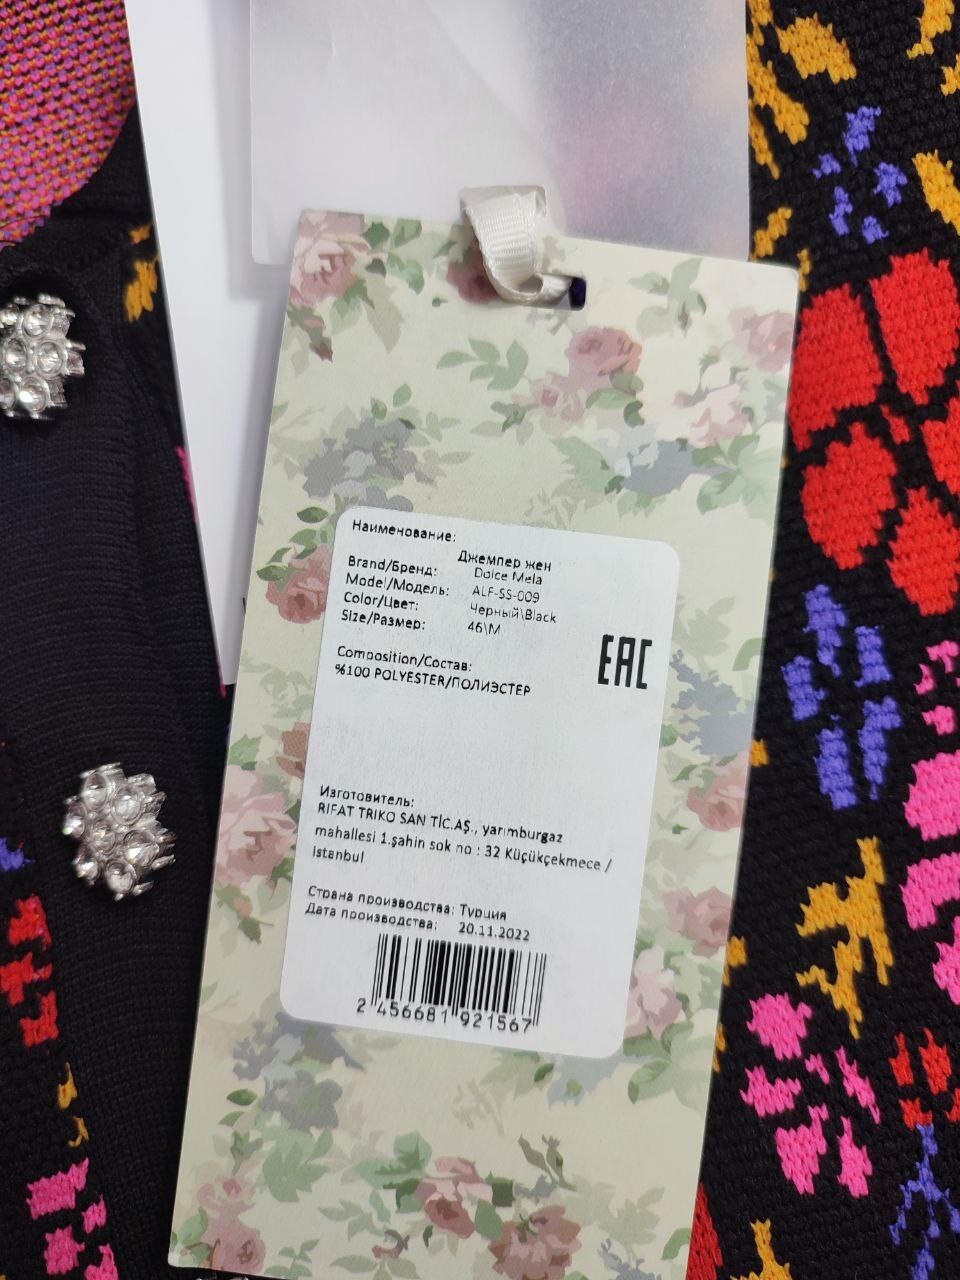 Наименование:
Джемпер жен
Brand/Бренд: Dolce Mela
Model/Модель: ALF-SS-009
Color/Цвет: Черный\Black
Size/Размер: 46\M
EAC
Composition/Состав:
%100 POLYESTER/ПОЛИЭСТЕР
Изготовитель:
RIFAT TRIKO SAN TİC.AŞ., yarımburgaz
mahallesi 1.şahin sok no : 32 Küçükçekmece /
istanbul
Страна производства: Турция
Дата производства: 20.11.2022
2 456681 921567